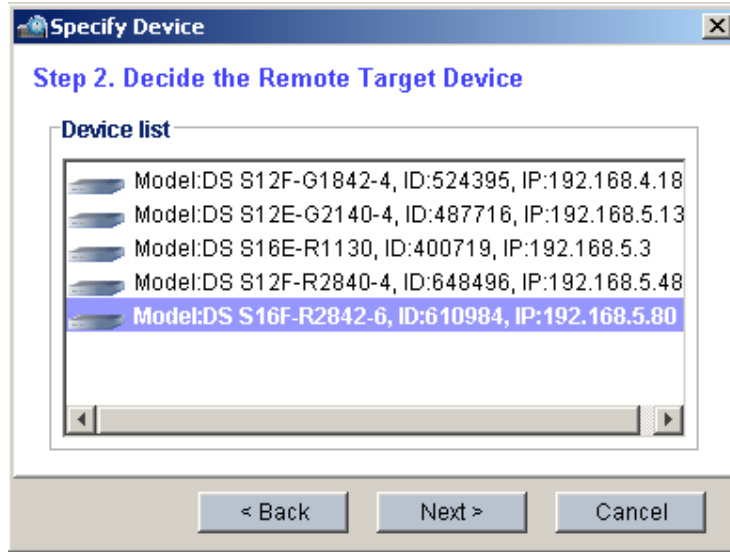 Specify Device
Step 2. Decide the Remote Target Device
Device list
Model:DS S12F-G1842-4, ID:524395, IP:192.168.4.18
Model:DS S12E-G2140-4, ID:487716, IP:192.168.5.13
Model:DS S16E-R1130, ID:400719, IP:192.168.5.3
Model:DS S12F-R2840-4, ID:648496, IP:192.168.5.48
Model:DS S16F-R2842-6, ID:610984, IP:192.168.5.80
< Back
Next >
Cancel